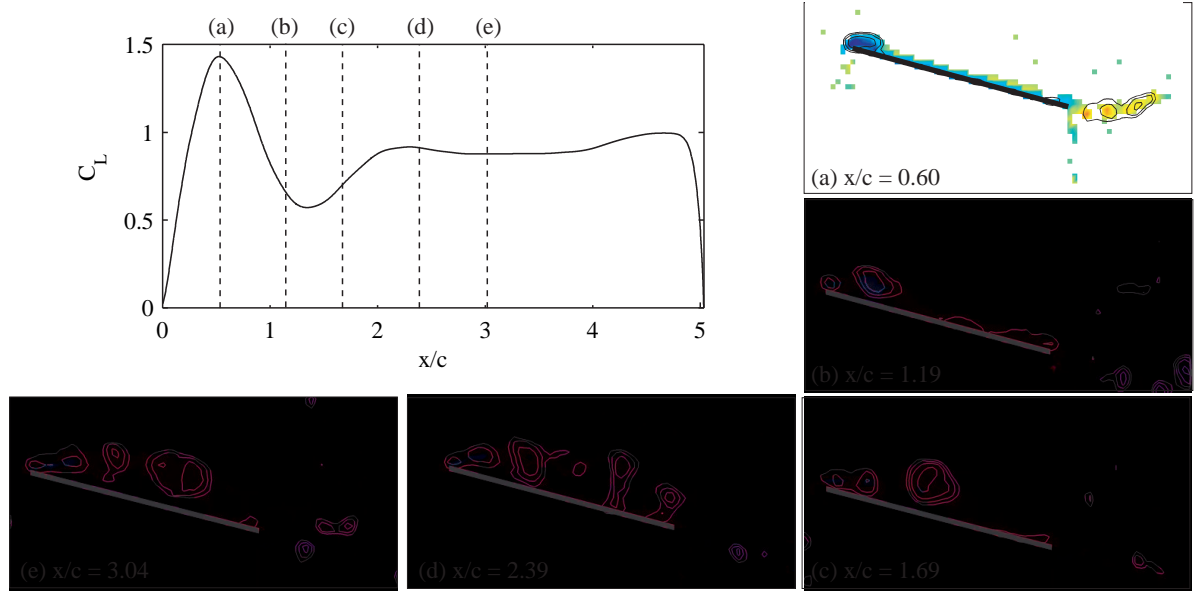 (a) (b) (c) (d) (e)
1.5
1
0.5
0
C_L
0 1 2 3 4 5
x/c
(a) x/c = 0.60
(b) x/c = 1.19
(e) x/c = 3.04
(d) x/c = 2.39
(c) x/c = 1.69